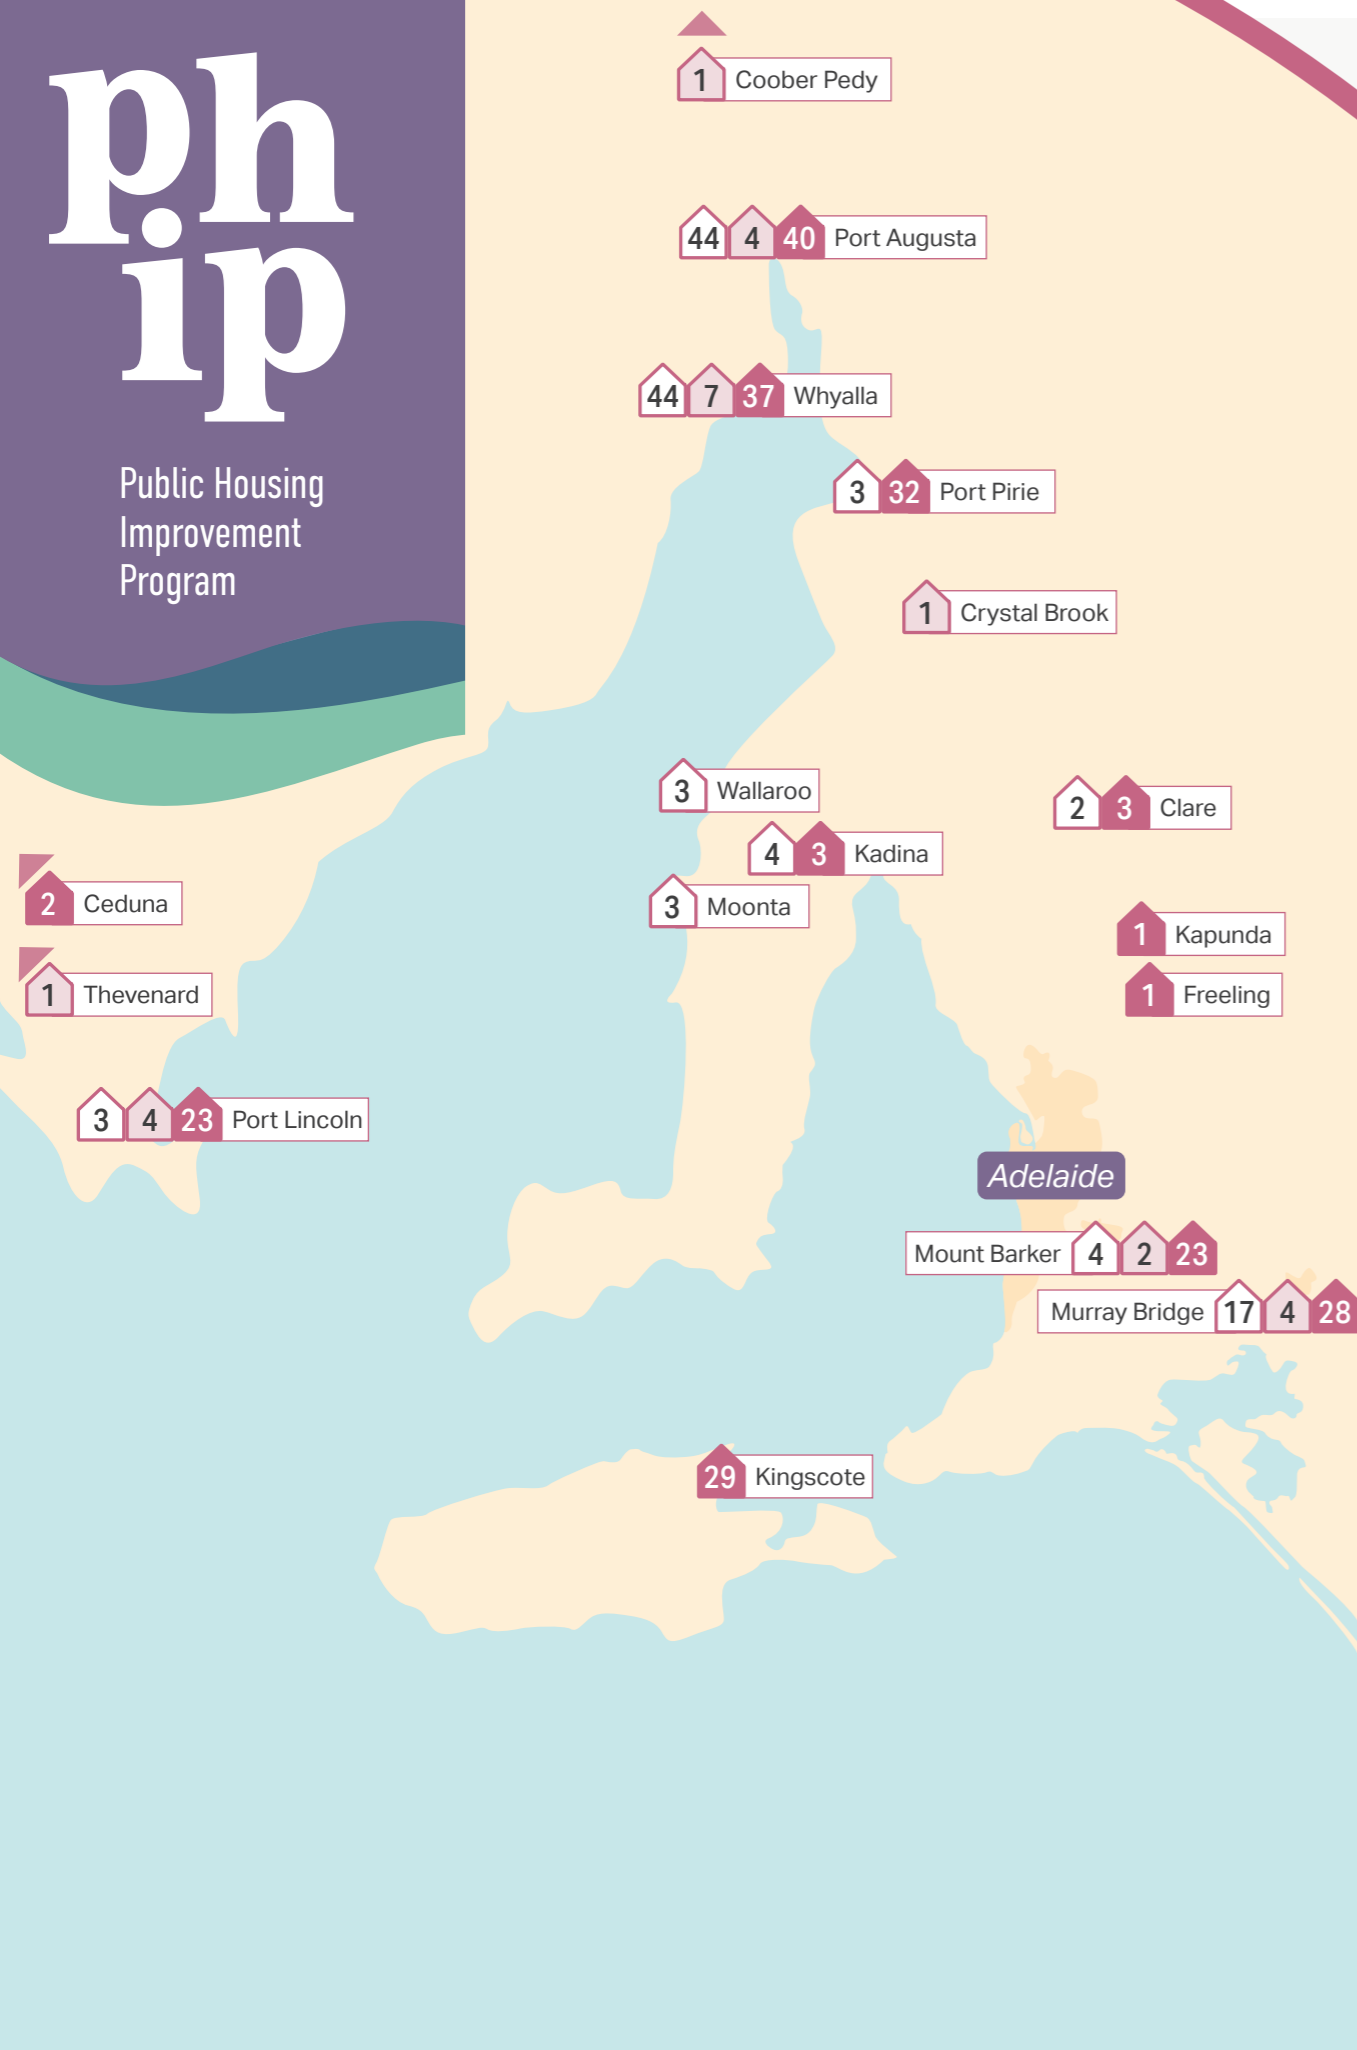 ph
ip
Public Housing
Improvement
Program
1 Coober Pedy
44 4 40 Port Augusta
44 7 37 Whyalla
3 32 Port Pirie
1 Crystal Brook
3 Wallaroo
2 3 Clare
4 3 Kadina
2 Ceduna
3 Moonta
1 Kapunda
1 Thevenard
1 Freeling
3 4 23 Port Lincoln
Adelaide
Mount Barker 4 2 23
Murray Bridge 17 4 28
29 Kingscote